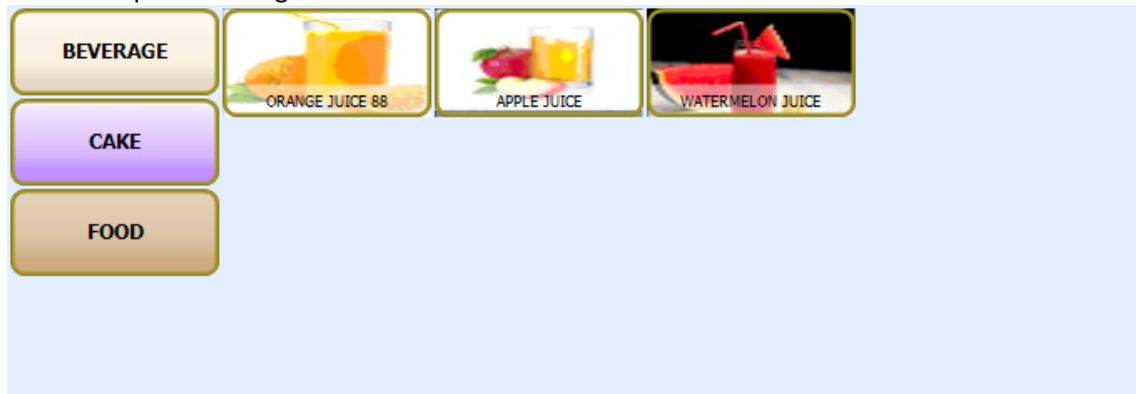 BEVERAGE
ORANGE JUICE 88
APPLE JUICE
WATERMELON JUICE
CAKE
FOOD